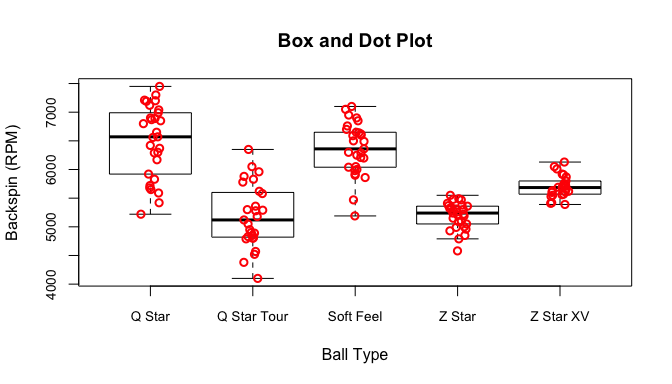 Box and Dot Plot
Backspin (RPM)
7000
6000
5000
4000
Q Star
Q Star Tour
Soft Feel
Z Star
Z Star XV
Ball Type